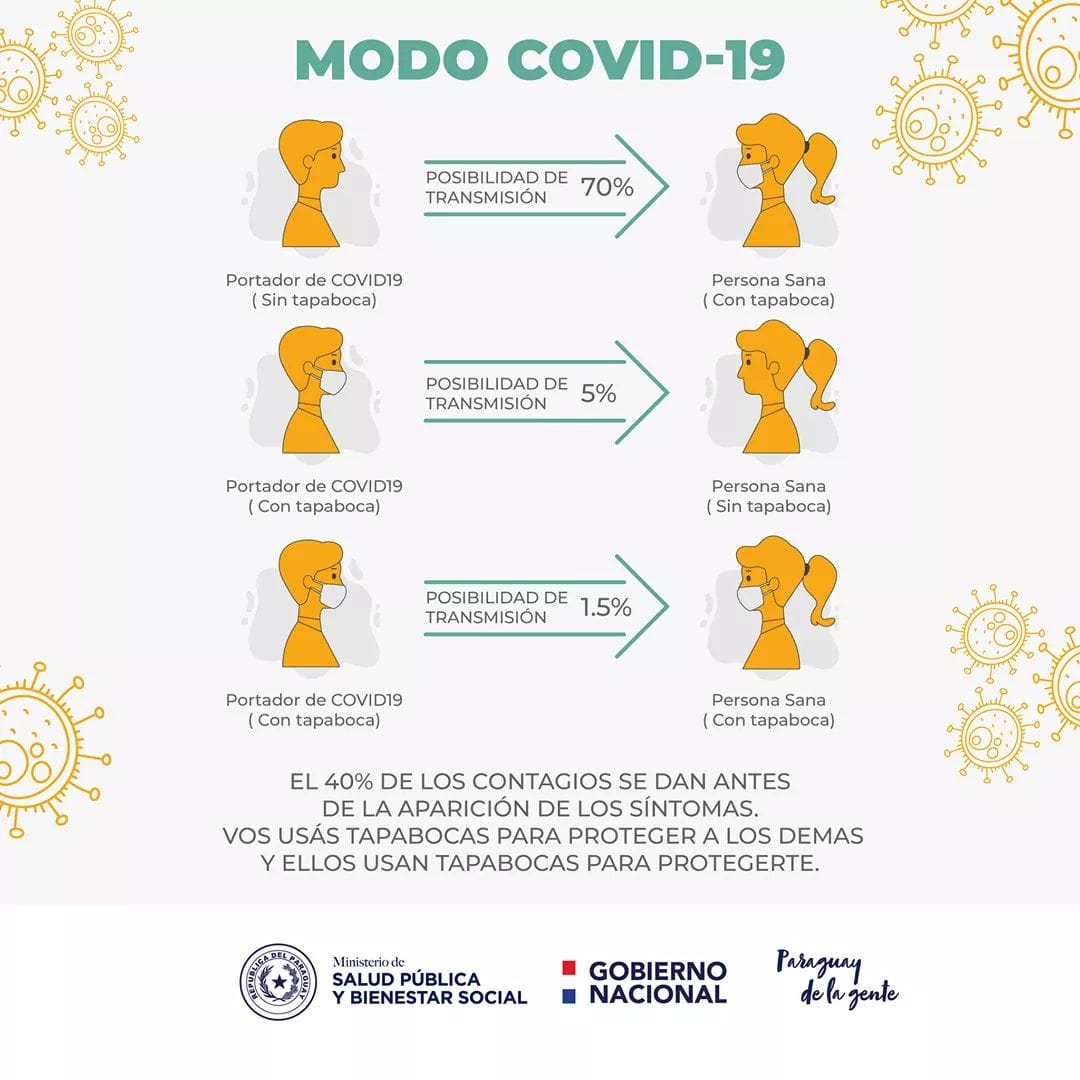 MODO COVID-19
POSIBILIDAD DE
TRANSMISIÓN
70%
Portador de COVID19
( Sin tapaboca)
Persona Sana
( Con tapaboca)
POSIBILIDAD DE
TRANSMISIÓN
5%
Portador de COVID19
( Con tapaboca)
Persona Sana
( Sin tapaboca)
POSIBILIDAD DE
TRANSMISIÓN
1.5%
Portador de COVID19
( Con tapaboca)
Persona Sana
( Con tapaboca)
EL 40% DE LOS CONTAGIOS SE DAN ANTES
DE LA APARICIÓN DE LOS SÍNTOMAS.
VOS USÁS TAPABOCAS PARA PROTEGER A LOS DEMAS
Y ELLOS USAN TAPABOCAS PARA PROTEGERTE.
REPUBLICA DEL PARAGUAY
Ministerio de
SALUD PÚBLICA
Y BIENESTAR SOCIAL
GOBIERNO
NACIONAL
Paraguay
de la gente